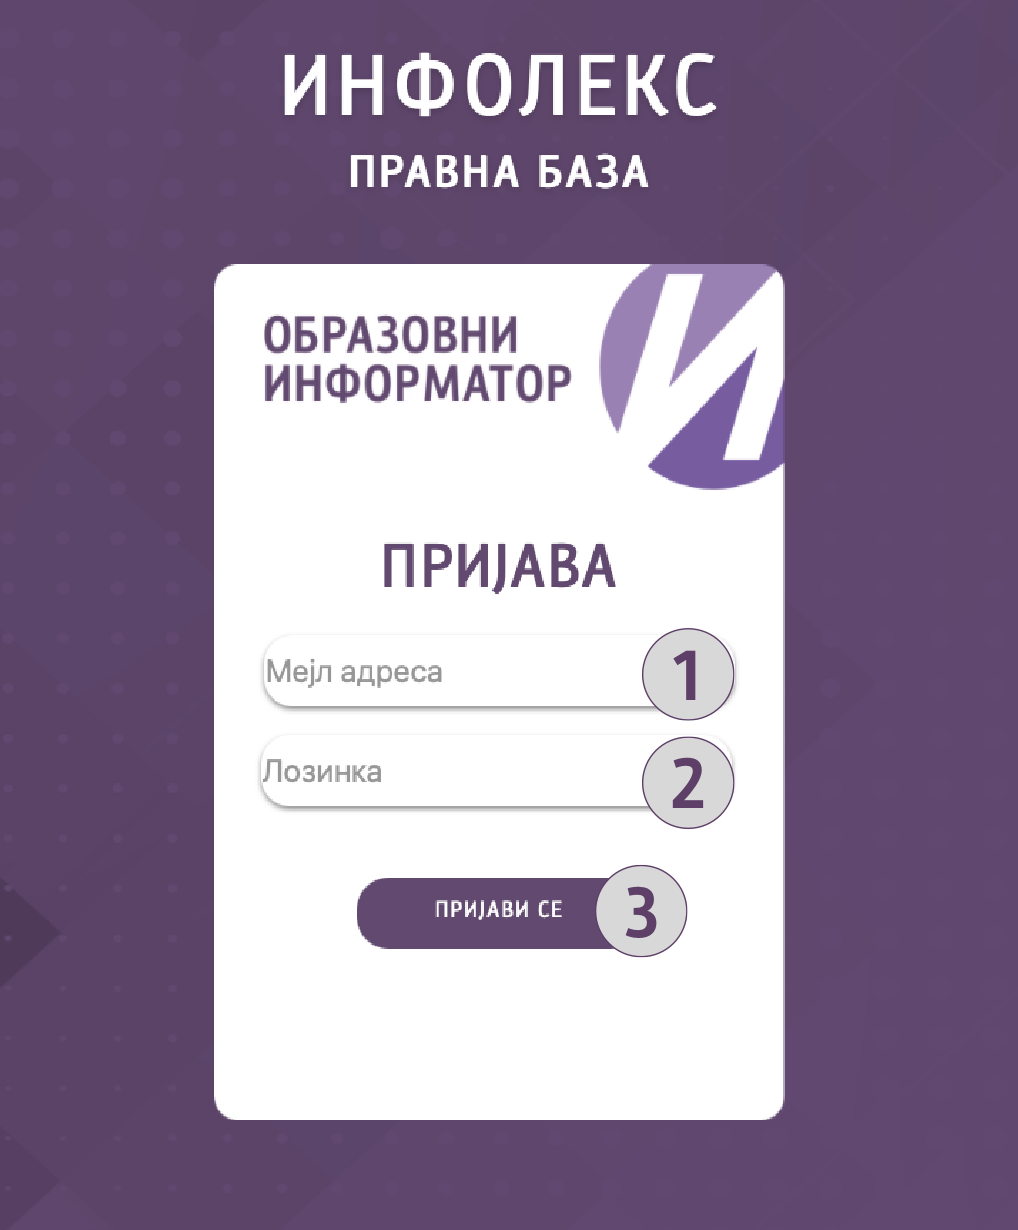 ИНФОЛЕКС
ПРАВНА БАЗА
ОБРАЗОВНИ
ИНФОРМАТОР
И
ПРИЈАВА
Мејл адреса
1
Лозинка
2
ПРИЈАВИ СЕ
3